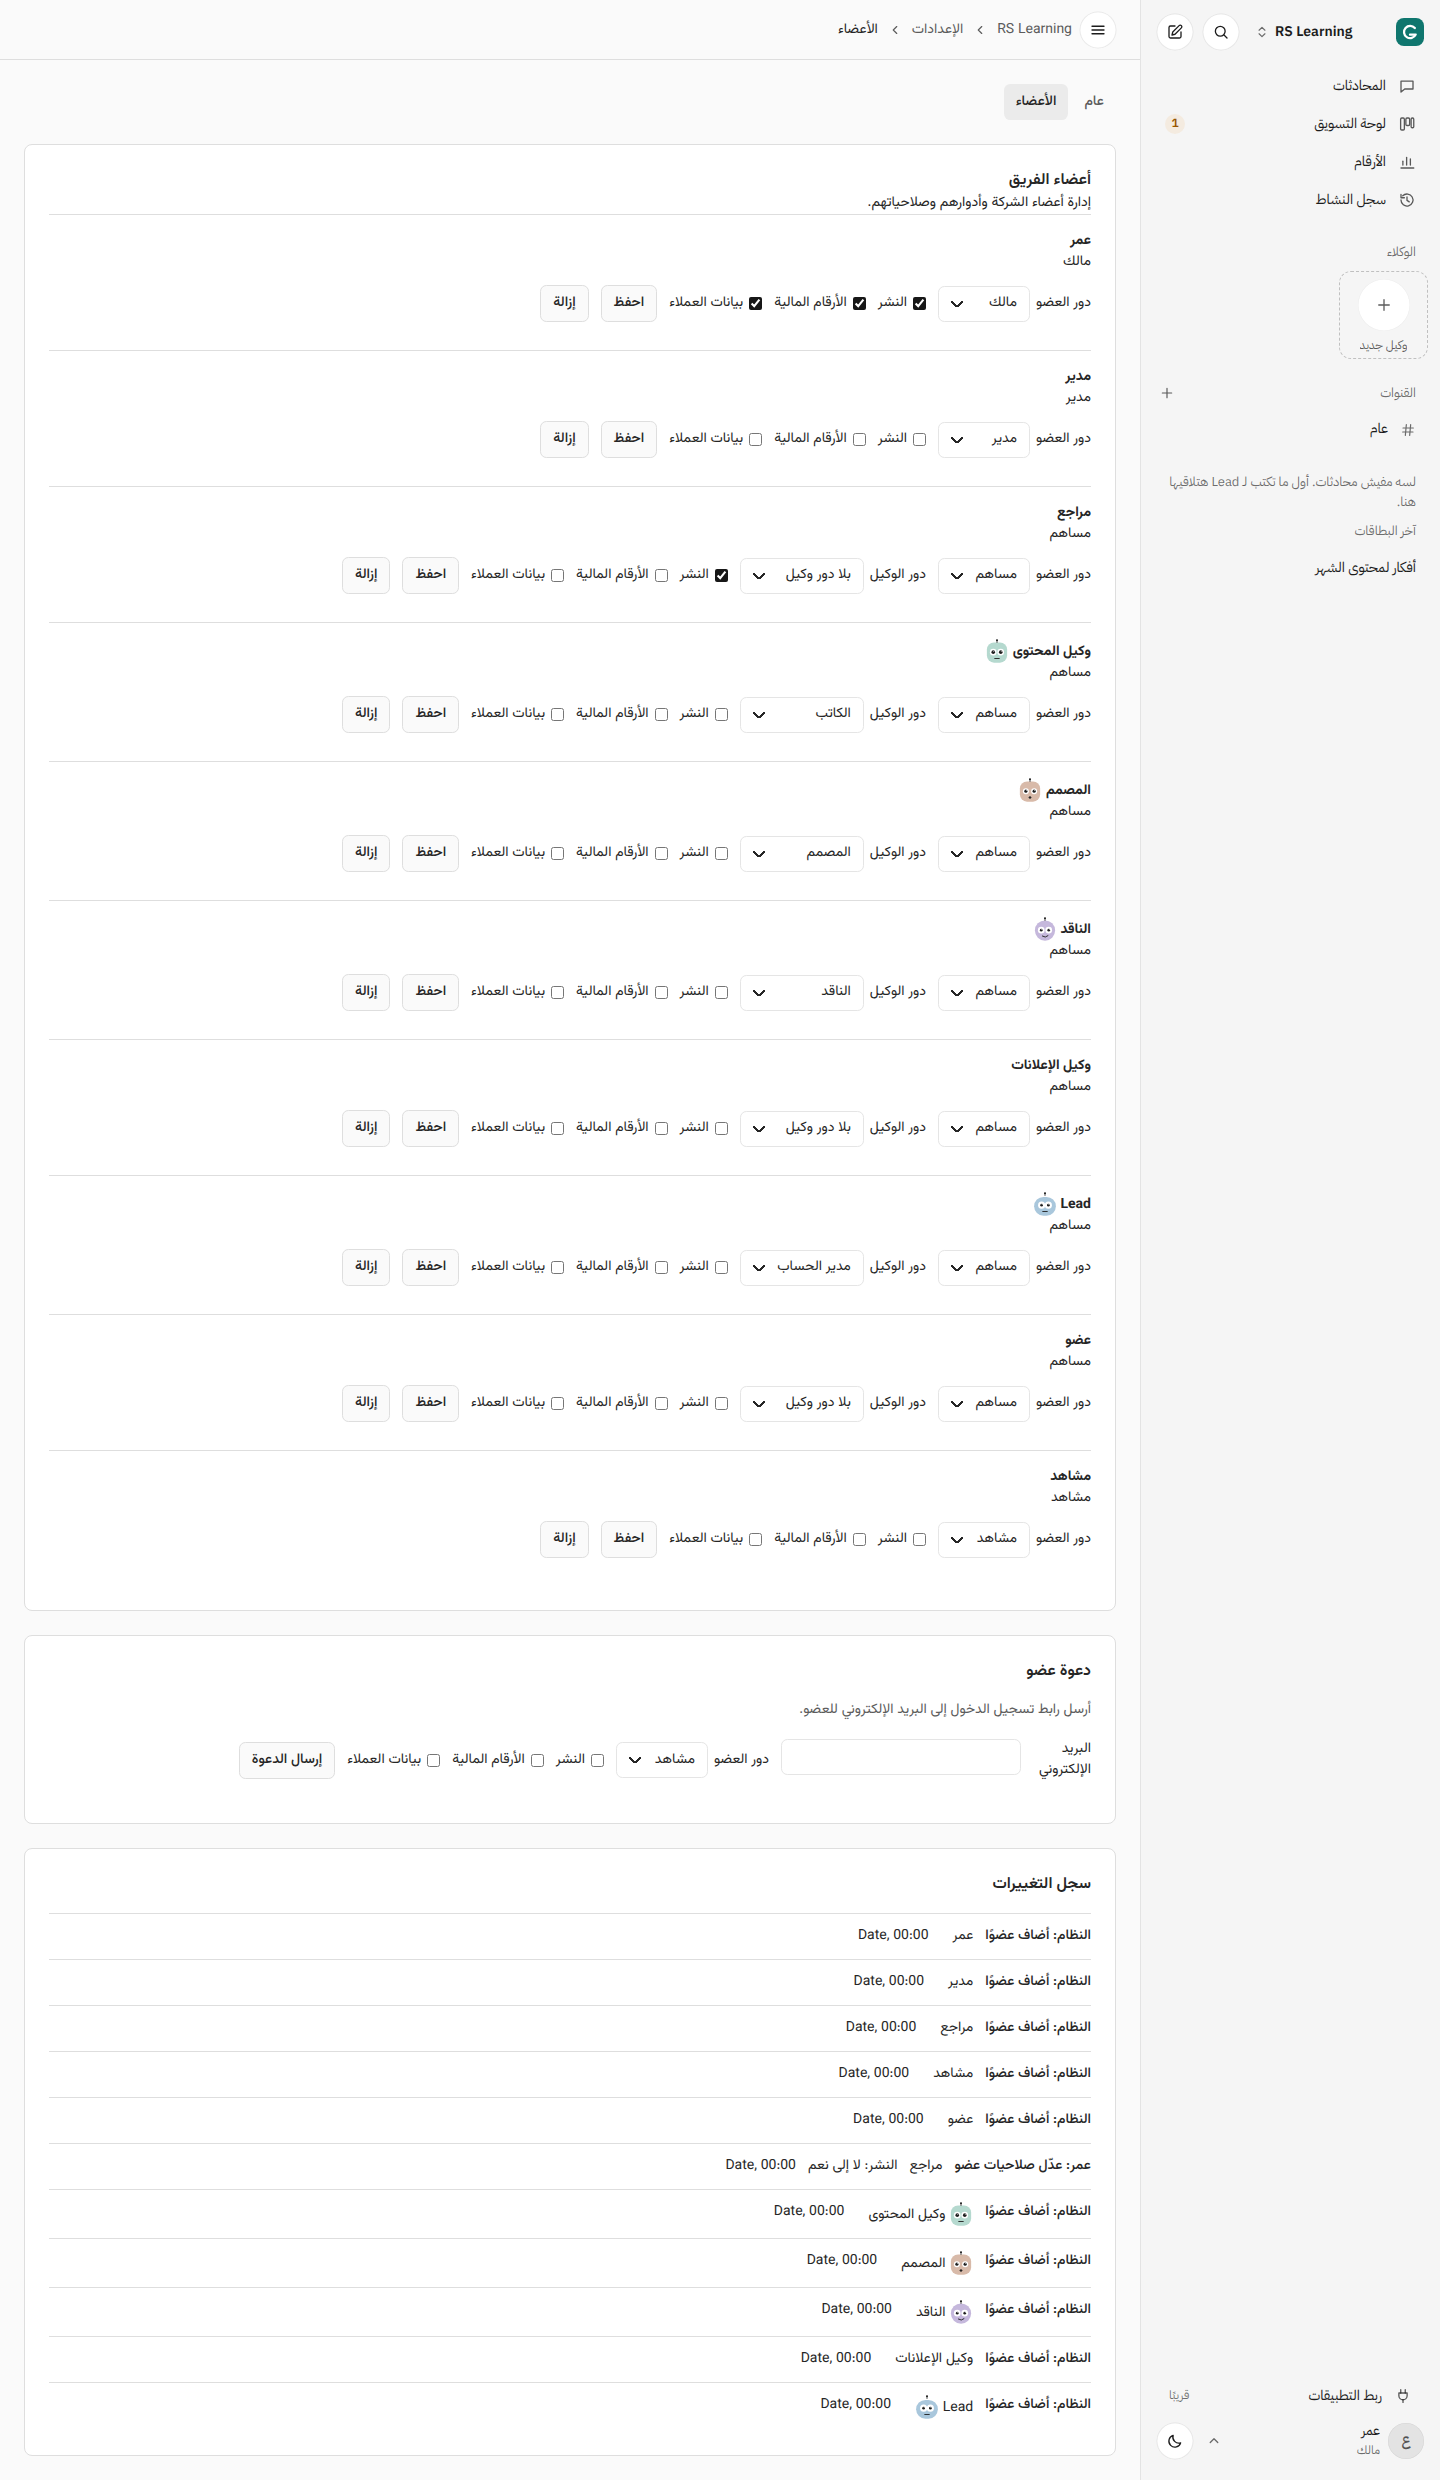 RS Learning
المحادثات
لوحة التسويق
1
الأرقام
سجل النشاط
الوكلاء
وكيل جديد
القنوات
عام
لسه مفيش محادثات. أول ما تكتب لـ Lead هتلاقيها
هنا.
آخر البطاقات
أفكار لمحتوى الشهر
ربط التطبيقات
قريبًا
ع
عمر
مالك
RS Learning
الإعدادات
الأعضاء
عام
الأعضاء
أعضاء الفريق
إدارة أعضاء الشركة وأدوارهم وصلاحياتهم.
عمر
مالك
دور العضو مالك النشر الأرقام المالية بيانات العملاء احفظ إزالة
مدير
مدير
دور العضو مدير النشر الأرقام المالية بيانات العملاء احفظ إزالة
مراجع
مساهم
دور العضو مساهم دور الوكيل بلا دور وكيل النشر الأرقام المالية بيانات العملاء احفظ إزالة
وكيل المحتوى
مساهم
دور العضو مساهم دور الوكيل الكاتب النشر الأرقام المالية بيانات العملاء احفظ إزالة
المصمم
مساهم
دور العضو مساهم دور الوكيل المصمم النشر الأرقام المالية بيانات العملاء احفظ إزالة
الناقد
مساهم
دور العضو مساهم دور الوكيل الناقد النشر الأرقام المالية بيانات العملاء احفظ إزالة
وكيل الإعلانات
مساهم
دور العضو مساهم دور الوكيل بلا دور وكيل النشر الأرقام المالية بيانات العملاء احفظ إزالة
Lead
مساهم
دور العضو مساهم دور الوكيل مدير الحساب النشر الأرقام المالية بيانات العملاء احفظ إزالة
عضو
مساهم
دور العضو مساهم دور الوكيل بلا دور وكيل النشر الأرقام المالية بيانات العملاء احفظ إزالة
مشاهد
مشاهد
دور العضو مشاهد النشر الأرقام المالية بيانات العملاء احفظ إزالة
دعوة عضو
أرسل رابط تسجيل الدخول إلى البريد الإلكتروني للعضو.
البريد الإلكتروني دور العضو مشاهد النشر الأرقام المالية بيانات العملاء إرسال الدعوة
سجل التغييرات
النظام: أضاف عضوًا عمر Date, 00:00
النظام: أضاف عضوًا مدير Date, 00:00
النظام: أضاف عضوًا مراجع Date, 00:00
النظام: أضاف عضوًا مشاهد Date, 00:00
النظام: أضاف عضوًا عضو Date, 00:00
عمر: عدّل صلاحيات عضو مراجع النشر: لا إلى نعم Date, 00:00
النظام: أضاف عضوًا وكيل المحتوى Date, 00:00
النظام: أضاف عضوًا المصمم Date, 00:00
النظام: أضاف عضوًا الناقد Date, 00:00
النظام: أضاف عضوًا وكيل الإعلانات Date, 00:00
النظام: أضاف عضوًا Lead Date, 00:00